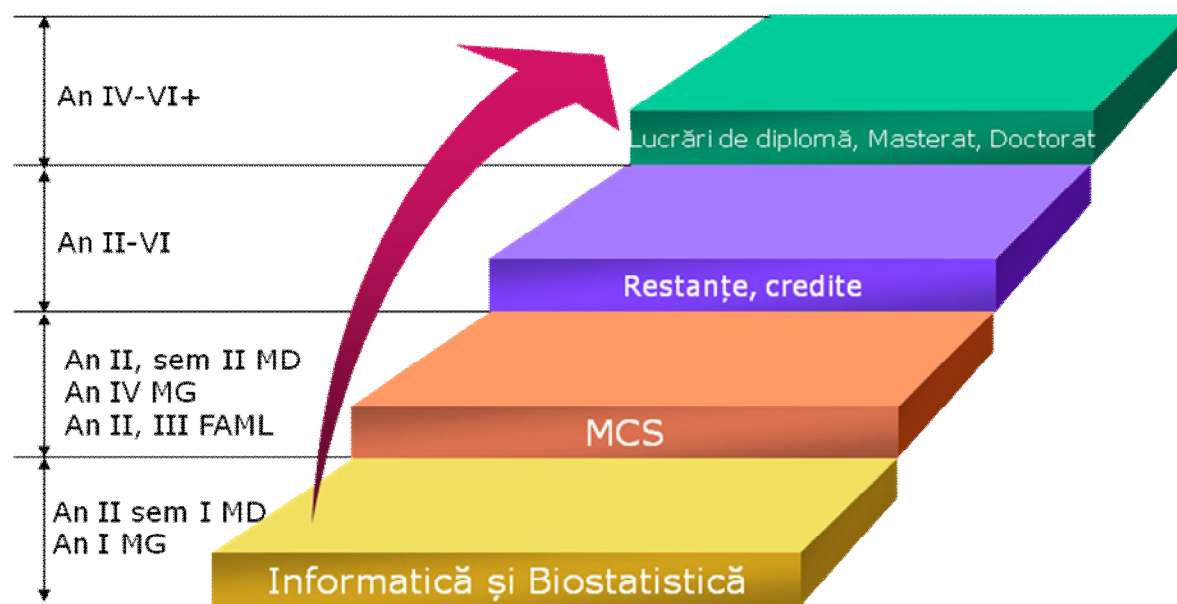 An IV-VI+
Lucrări de diplomă, Masterat, Doctorat
An II-VI
Restanțe, credite
An II, sem II MD
An IV MG
An II, III FAML
MCS
An II sem I MD
An I MG
Informatică și Biostatistică